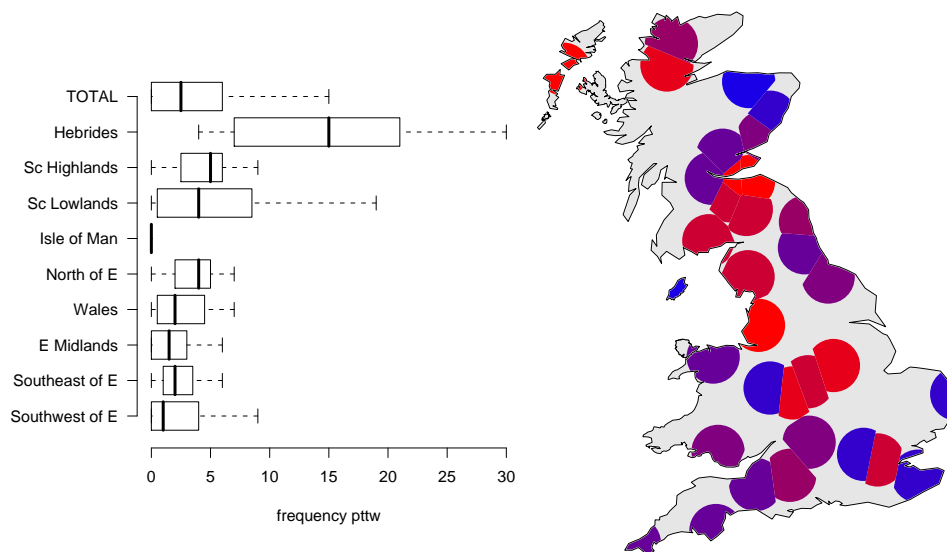 TOTAL
Hebrides
Sc Highlands
Sc Lowlands
Isle of Man
North of E
Wales
E Midlands
Southeast of E
Southwest of E
0 5 10 15 20 25 30
frequency pttw